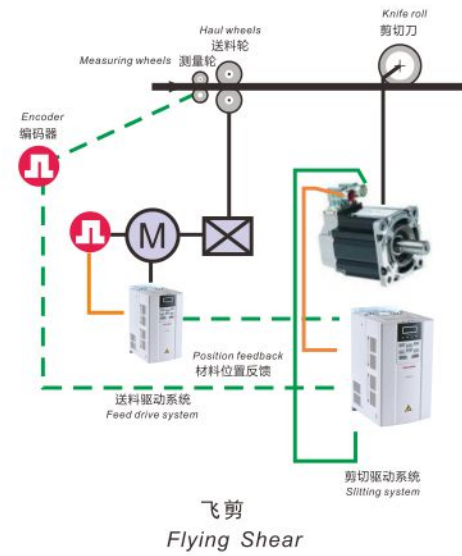 Knife roll
剪切刀
Haul wheels
送料轮
Measuring wheels 测量轮
Encoder
编码器
M
Position feedback
材料位置反馈
送料驱动系统
Feed drive system
剪切驱动系统
Slitting system
飞剪
Flying Shear